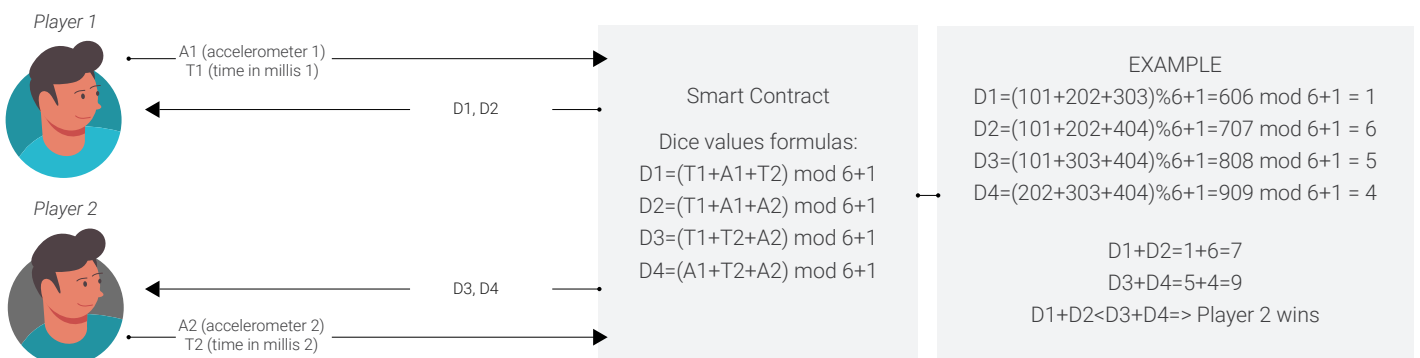 Player 1
A1 (accelerometer 1)
T1 (time in millis 1)
D1, D2
Player 2
D3, D4
A2 (accelerometer 2)
T2 (time in millis 2)
Smart Contract
Dice values formulas:
D1=(T1+A1+T2) mod 6+1
D2=(T1+A1+A2) mod 6+1
D3=(T1+T2+A2) mod 6+1
D4=(A1+T2+A2) mod 6+1
EXAMPLE
D1=(101+202+303)%6+1=606 mod 6+1 = 1
D2=(101+202+404)%6+1=707 mod 6+1 = 6
D3=(101+303+404)%6+1=808 mod 6+1 = 5
D4=(202+303+404)%6+1=909 mod 6+1 = 4
D1+D2=1+6=7
D3+D4=5+4=9
D1+D2<D3+D4=> Player 2 wins